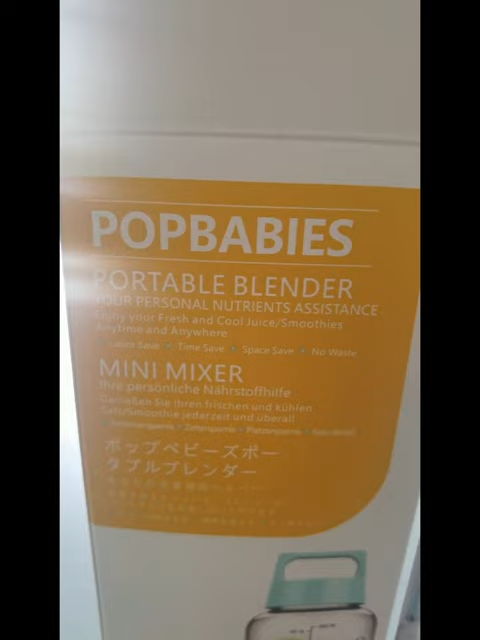 POPBABIES
PORTABLE BLENDER
YOUR PERSONAL NUTRIENTS ASSISTANCE
Enjoy your Fresh and Cool Juice/Smoothies
Anytime and Anywhere
Labor Save • Time Save • Space Save • No Waste
MINI MIXER
Ihre persönliche Nährstoffhilfe
Genießen Sie Ihren frischen und kühlen
Saft/Smoothie jederzeit und überall
ポップベビーズポー
タブルブレンダー